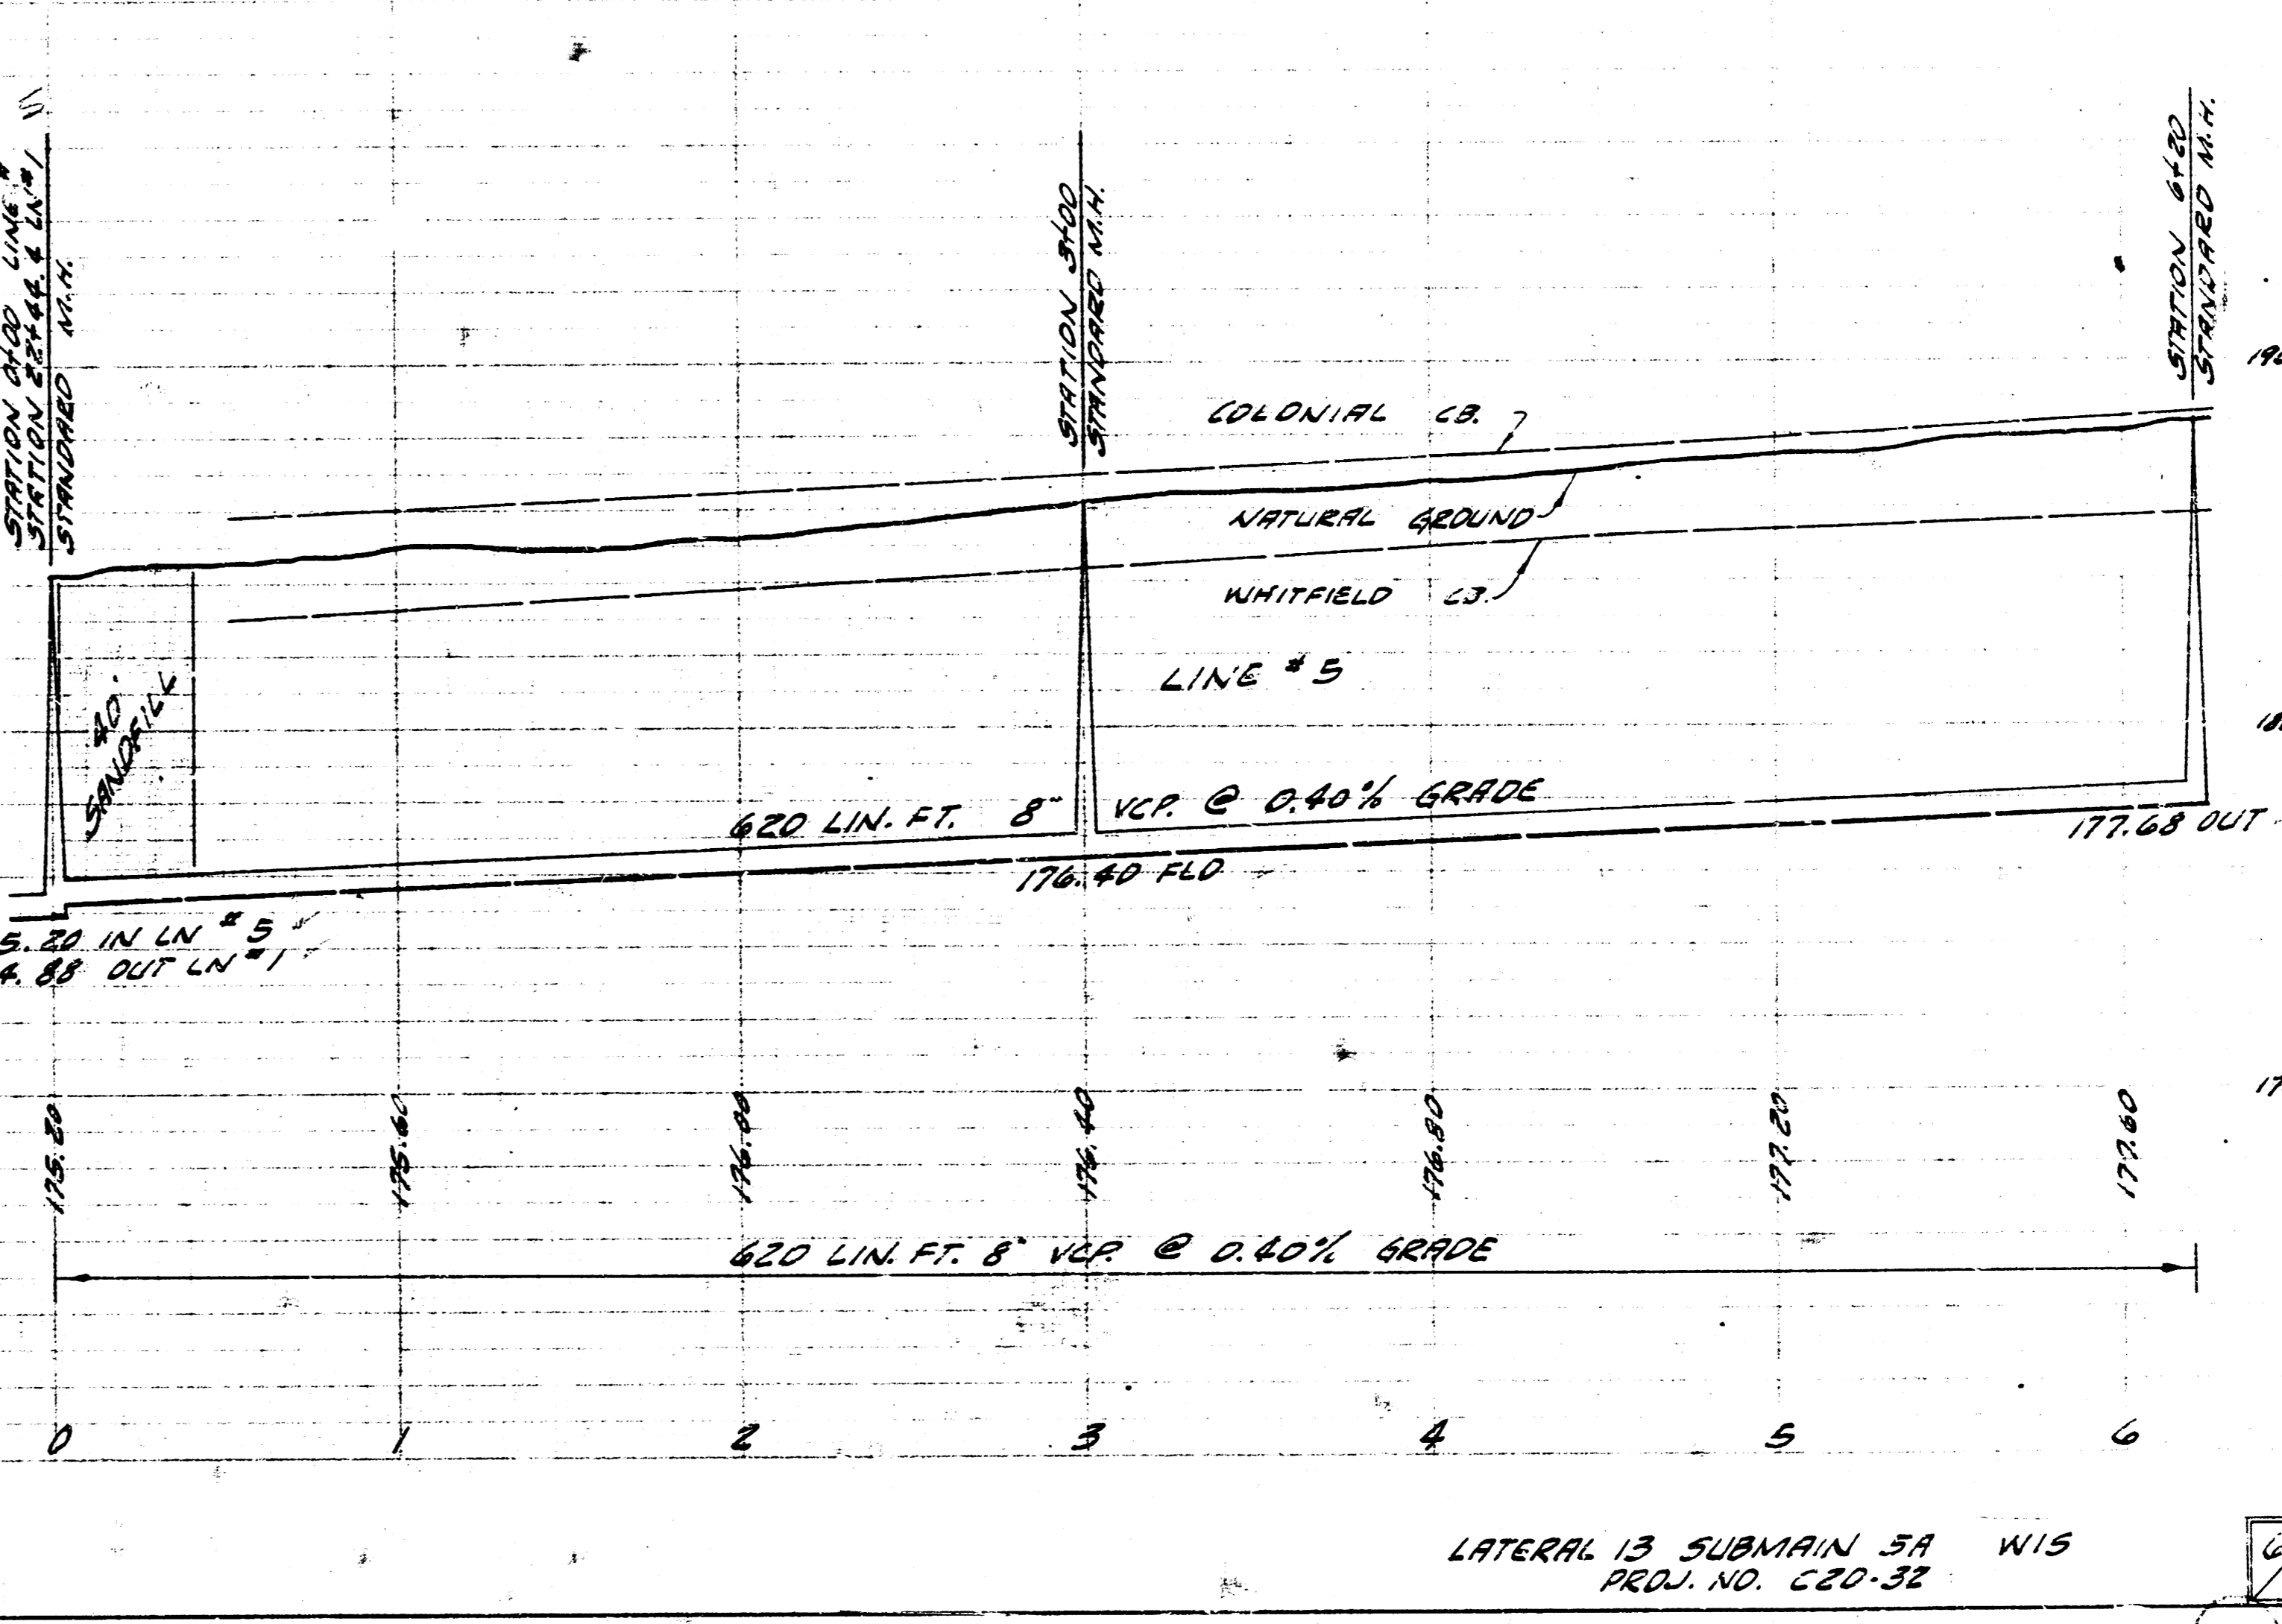 STATION 0+00 LINE #
STATION 22+44.4 LN#1
STANDARD M.H.
STATION 3+00
STANDARD M.H.
STATION 6+20
STANDARD M.H.
COLONIAL CB.
NATURAL GROUND
WHITFIELD CB.
LINE # 5
40'
SANDFILL
620 LIN. FT. 8" VCP. @ 0.40% GRADE
176.40 FLO
177.68 OUT
5.20 IN LN # 5
4.88 OUT LN #1
175.20
175.60
176.00
176.40
176.80
177.20
177.60
620 LIN. FT. 8" VCP. @ 0.40% GRADE
0 1 2 3 4 5 6
LATERAL 13 SUBMAIN 5A WIS
PROJ. NO. C20-32